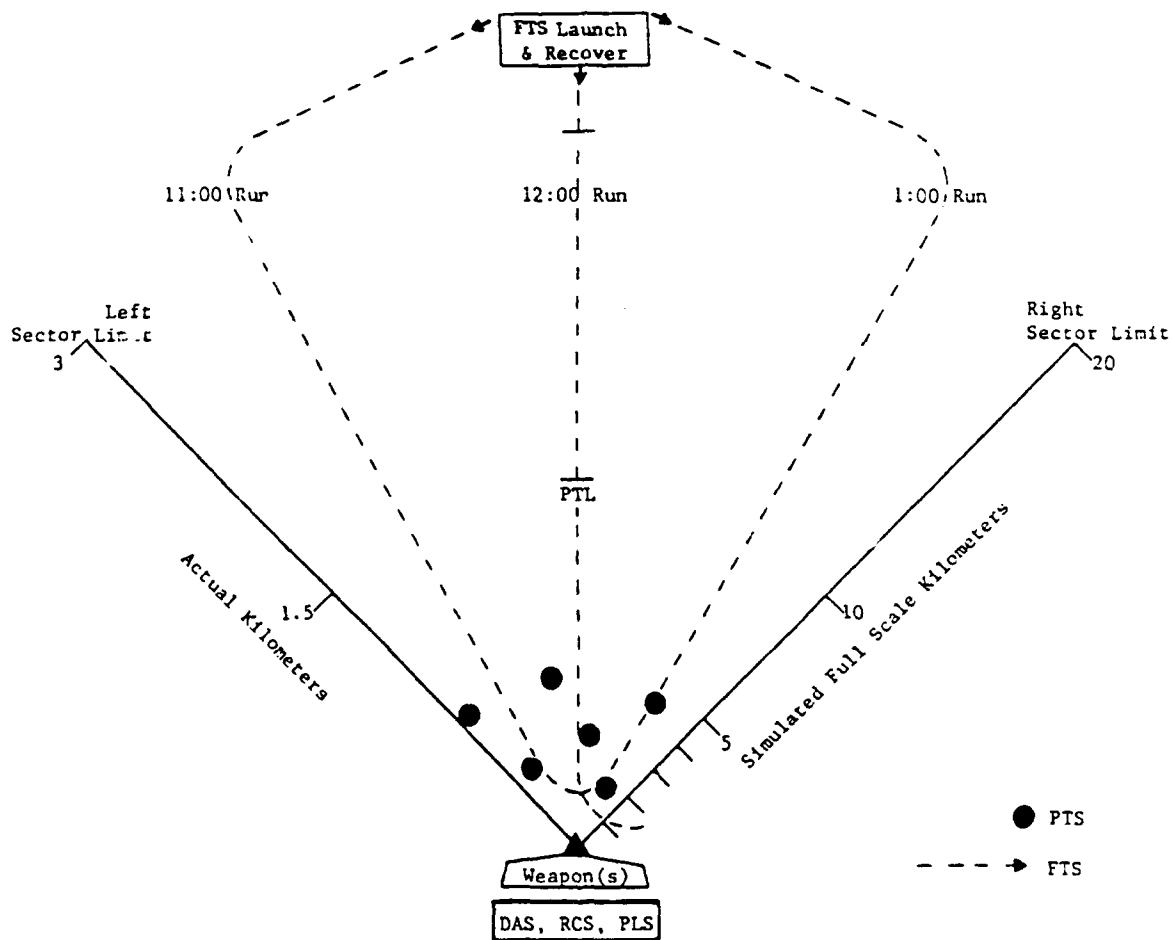 FTS Launch
& Recover
11:00 Run
12:00 Run
1:00 Run
Left
Sector Limit
3
Right
Sector Limit
20
PTL
Actual Kilometers
1.5
10
Simulated Full Scale Kilometers
5
PTS
FTS
Weapon(s)
DAS, RCS, PLS